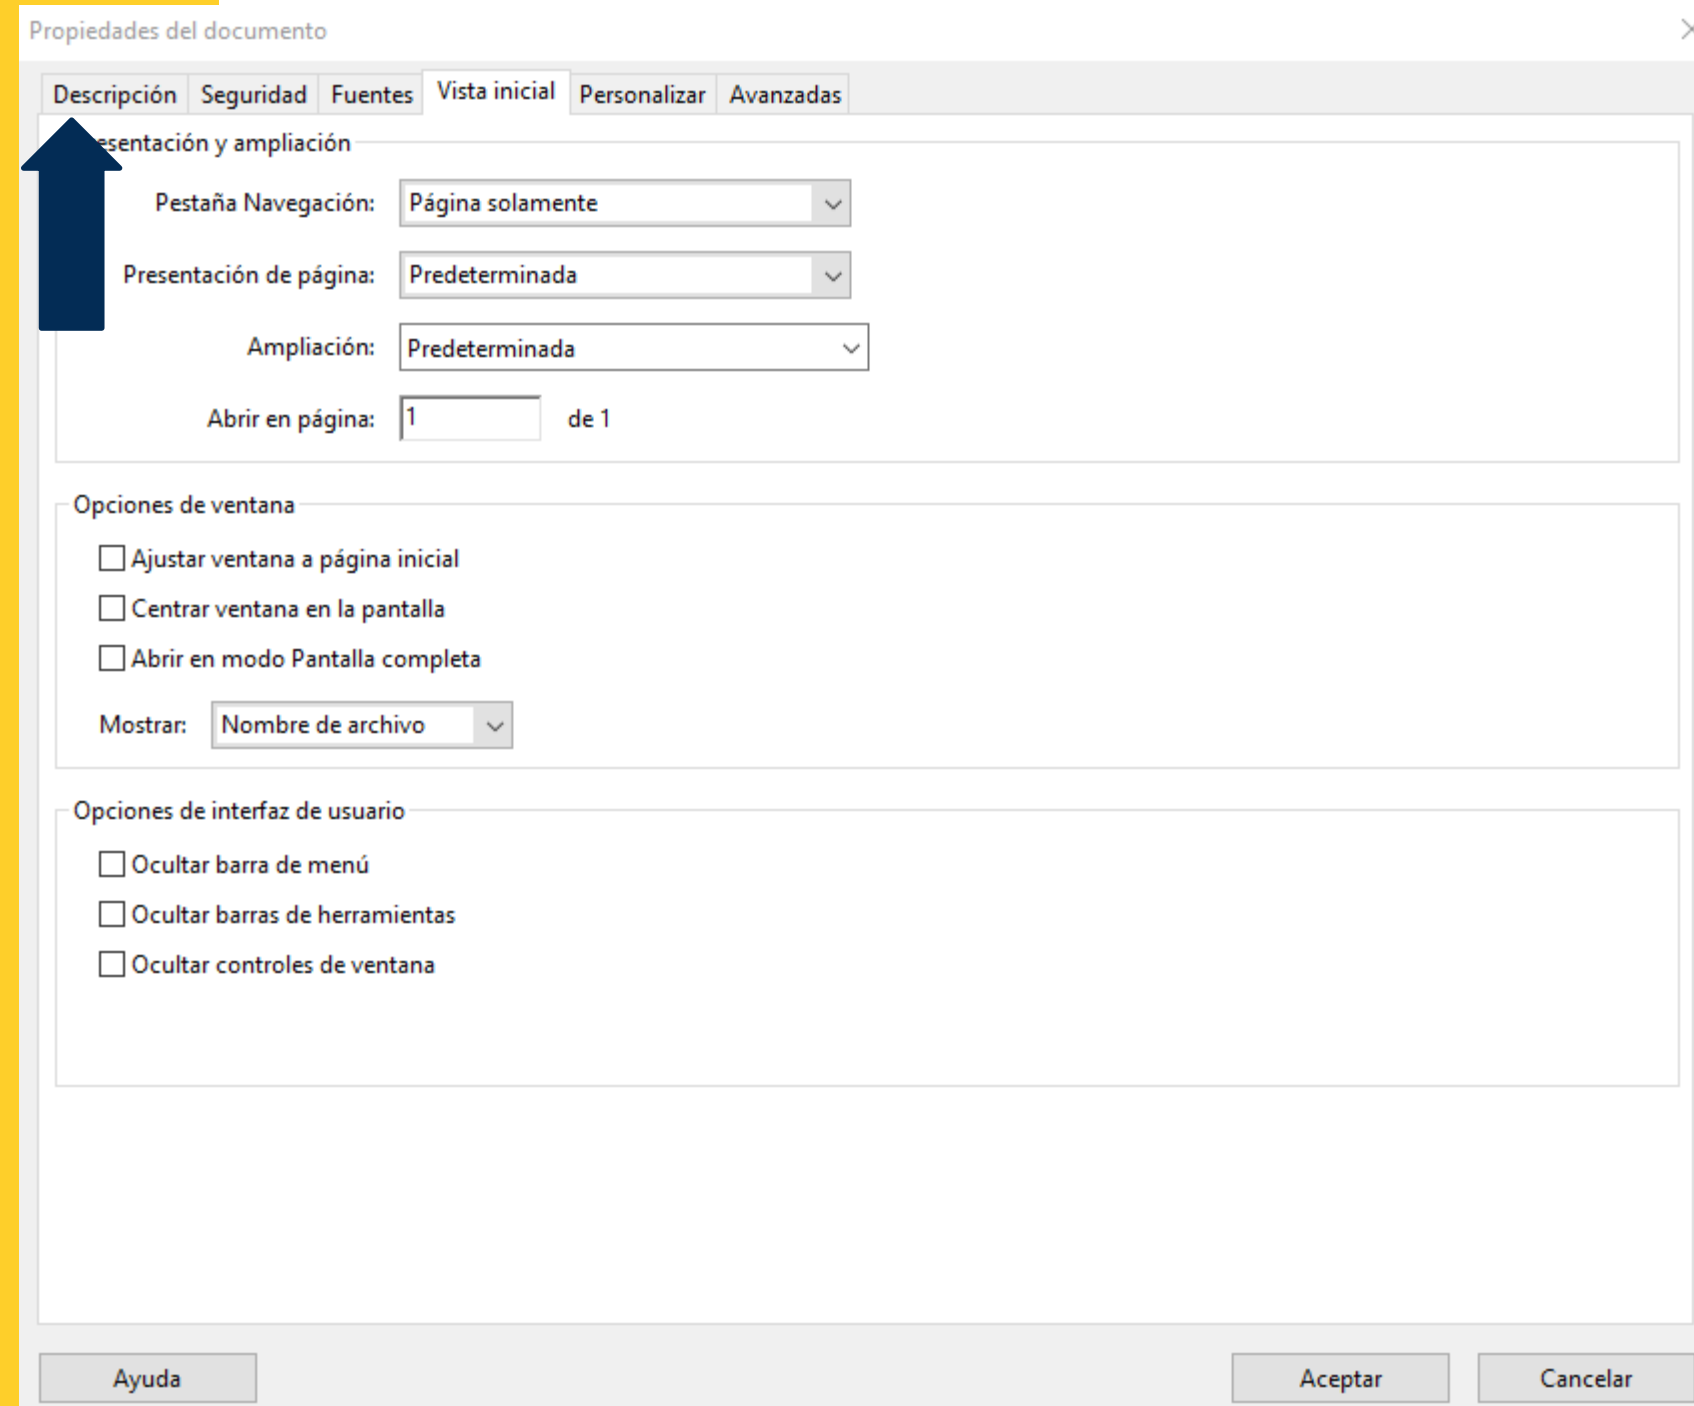 Propiedades del documento
Descripción Seguridad Fuentes Vista inicial Personalizar Avanzadas
esentación y ampliación
Pestaña Navegación: Página solamente
Presentación de página: Predeterminada
Ampliación: Predeterminada
Abrir en página: 1 de 1
Opciones de ventana
Ajustar ventana a página inicial
Centrar ventana en la pantalla
Abrir en modo Pantalla completa
Mostrar: Nombre de archivo
Opciones de interfaz de usuario
Ocultar barra de menú
Ocultar barras de herramientas
Ocultar controles de ventana
Ayuda Aceptar Cancelar